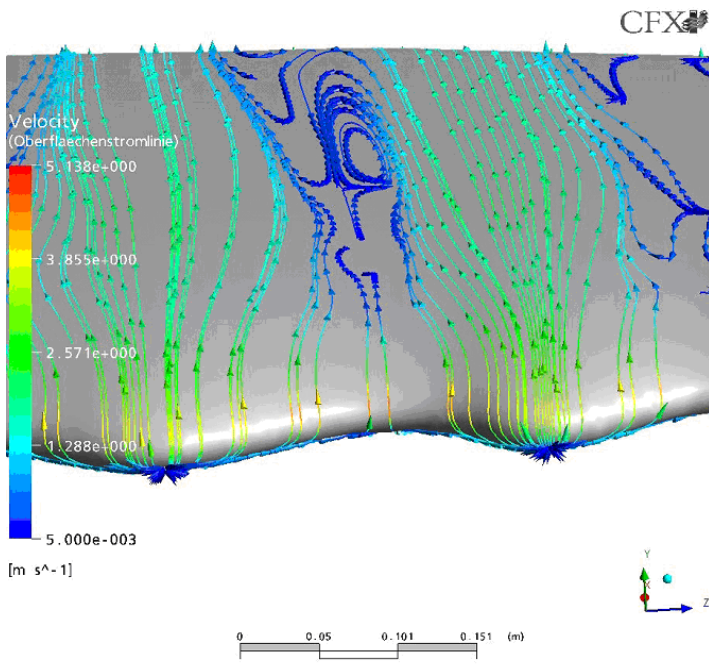 CFX
Velocity
(Oberflaechenstromlinie)
5.138e+000
3.855e+000
2.571e+000
1.288e+000
5.000e-003
[m s^-1]
Y
X
Z
0 0.05 0.101 0.151 (m)